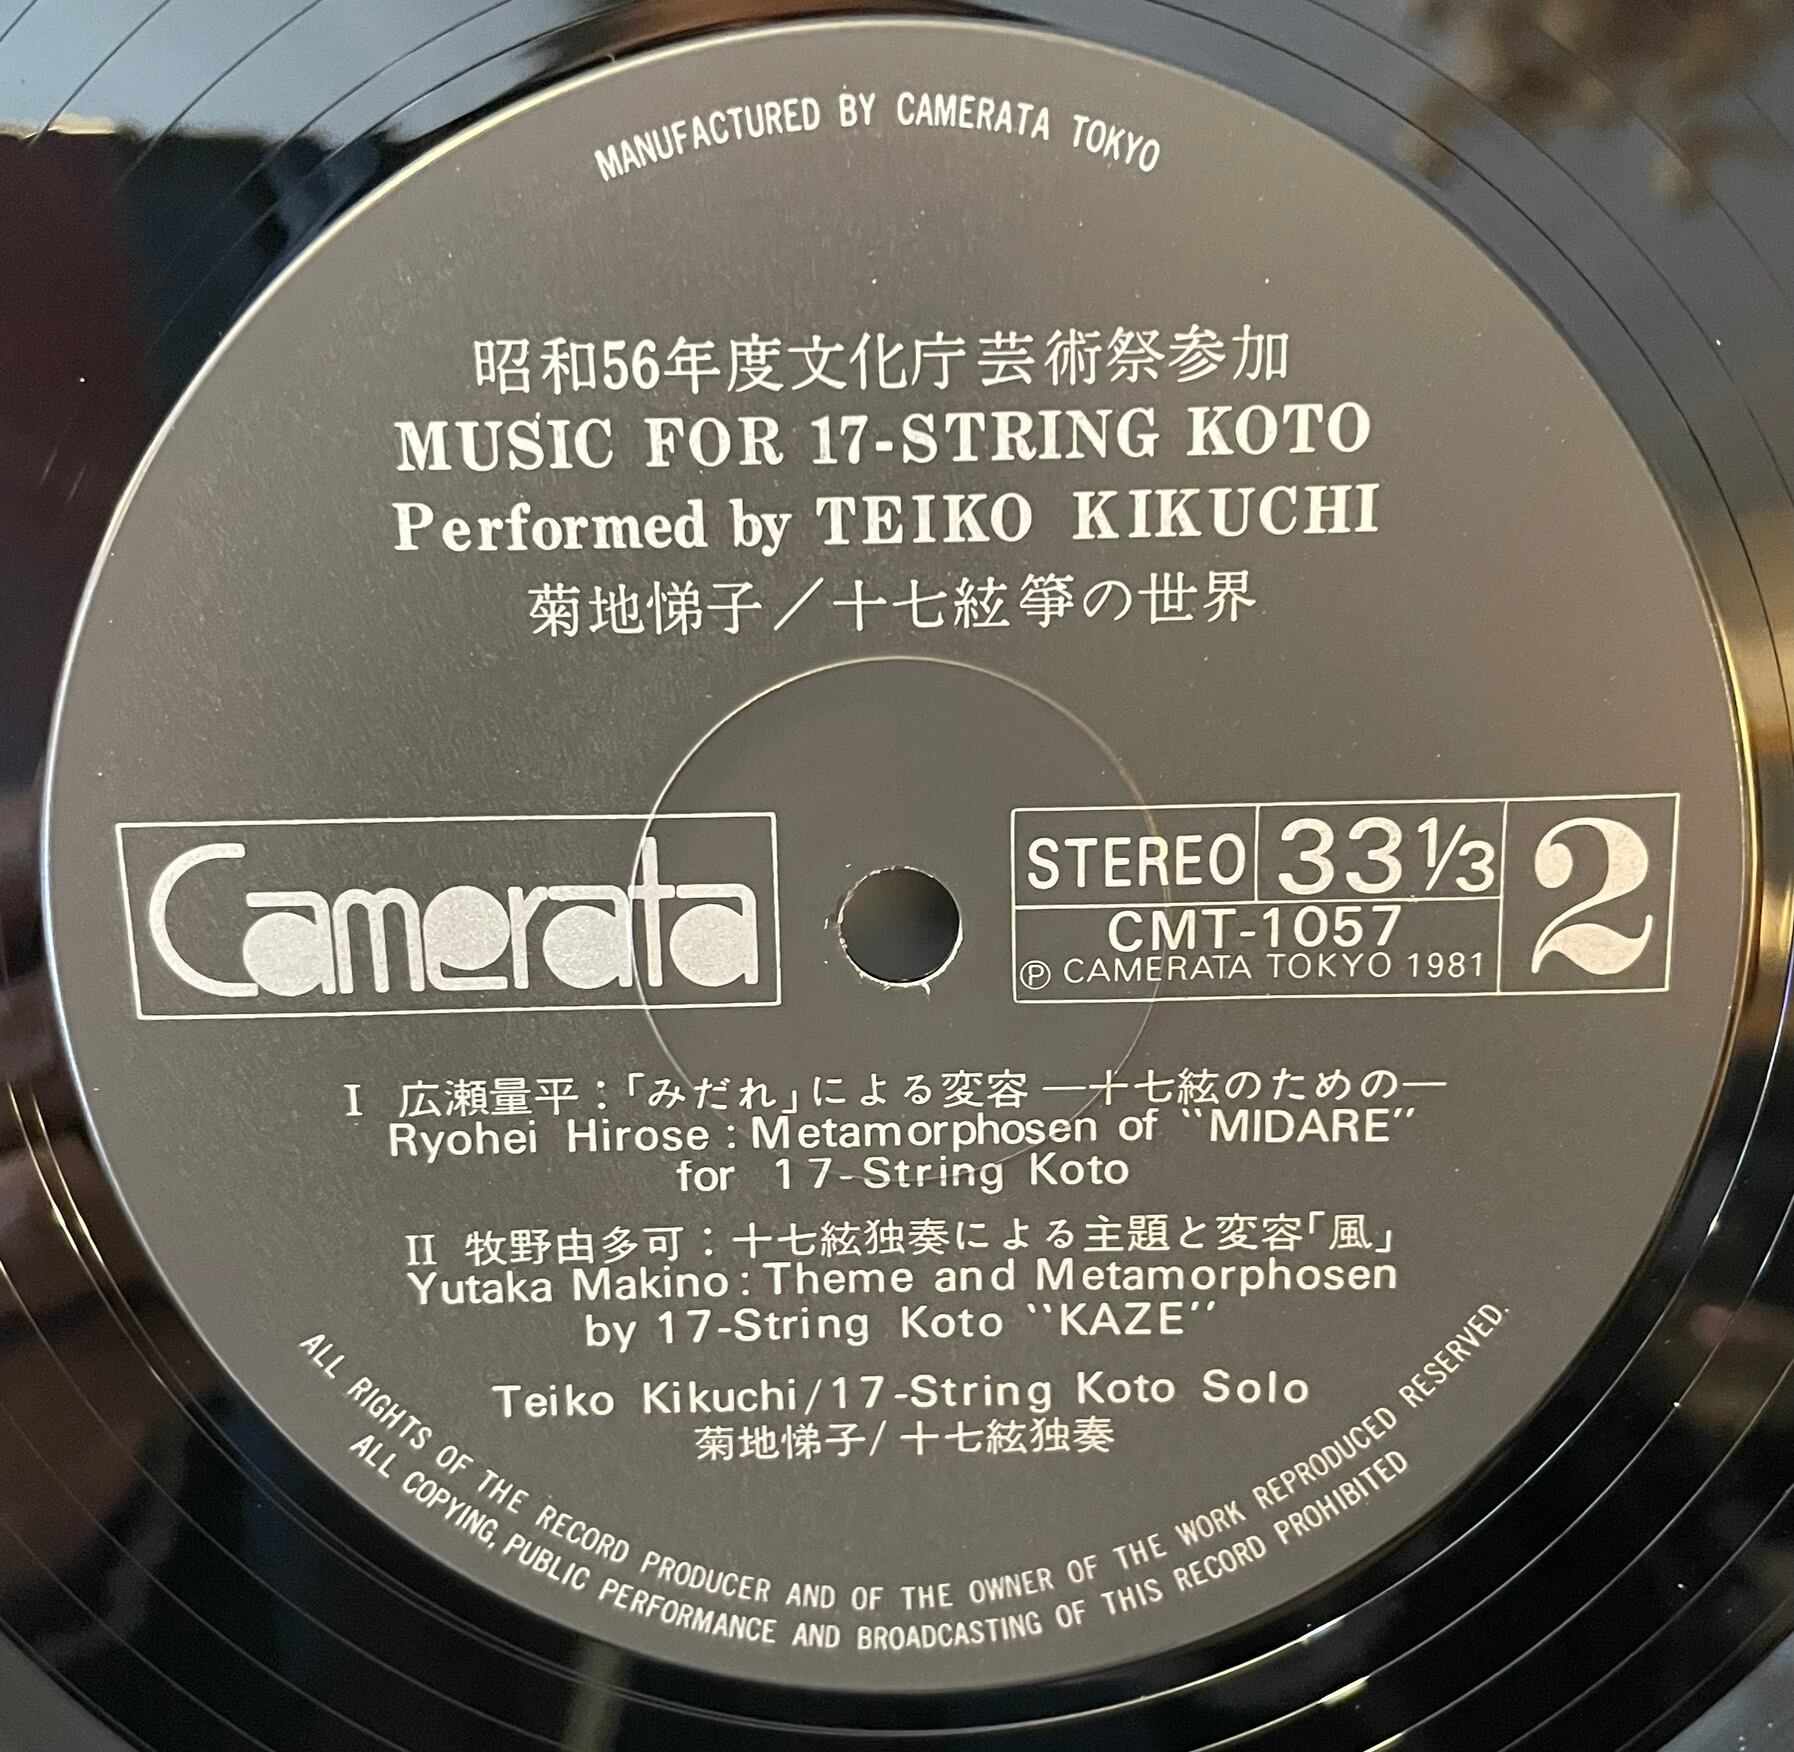 MANUFACTURED BY CAMERATA TOKYO
昭和56年度文化庁芸術祭参加
MUSIC FOR 17-STRING KOTO
Performed by TEIKO KIKUCHI
菊地悌子／十七絃箏の世界
Camerata
STEREO 33 1/3
CMT-1057
Ⓟ CAMERATA TOKYO 1981
2
I 広瀬量平：「みだれ」による変容 ―十七絃のための―
Ryohei Hirose : Metamorphosen of "MIDARE"
for 17-String Koto
II 牧野由多可：十七絃独奏による主題と変容「風」
Yutaka Makino : Theme and Metamorphosen
by 17-String Koto "KAZE"
Teiko Kikuchi/17-String Koto Solo
菊地悌子/十七絃独奏
ALL RIGHTS OF THE RECORD PRODUCER AND OF THE OWNER OF THE WORK REPRODUCED RESERVED.
ALL COPYING, PUBLIC PERFORMANCE AND BROADCASTING OF THIS RECORD PROHIBITED